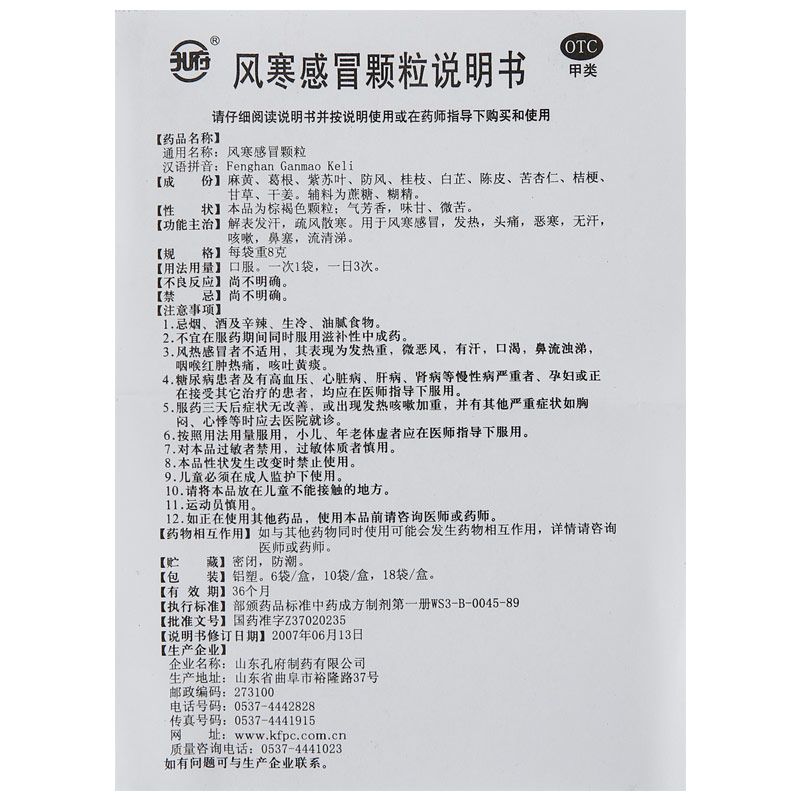 孔府®
风寒感冒颗粒说明书
OTC
甲类
请仔细阅读说明书并按说明使用或在药师指导下购买和使用
【药品名称】
通用名称：风寒感冒颗粒
汉语拼音：Fenghan Ganmao Keli
【成　份】麻黄、葛根、紫苏叶、防风、桂枝、白芷、陈皮、苦杏仁、桔梗、
甘草、干姜。辅料为蔗糖、糊精。
【性　状】本品为棕褐色颗粒；气芳香，味甘、微苦。
【功能主治】解表发汗，疏风散寒。用于风寒感冒，发热，头痛，恶寒，无汗，
咳嗽，鼻塞，流清涕。
【规　格】每袋重8克
【用法用量】口服。一次1袋，一日3次。
【不良反应】尚不明确。
【禁　忌】尚不明确。
【注意事项】
1.忌烟、酒及辛辣、生冷、油腻食物。
2.不宜在服药期间同时服用滋补性中成药。
3.风热感冒者不适用，其表现为发热重，微恶风，有汗，口渴，鼻流浊涕，
咽喉红肿热痛，咳吐黄痰。
4.糖尿病患者及有高血压、心脏病、肝病、肾病等慢性病严重者、孕妇或正
在接受其它治疗的患者，均应在医师指导下服用。
5.服药三天后症状无改善，或出现发热咳嗽加重，并有其他严重症状如胸
闷、心悸等时应去医院就诊。
6.按照用法用量服用，小儿、年老体虚者应在医师指导下服用。
7.对本品过敏者禁用，过敏体质者慎用。
8.本品性状发生改变时禁止使用。
9.儿童必须在成人监护下使用。
10.请将本品放在儿童不能接触的地方。
11.运动员慎用。
12.如正在使用其他药品，使用本品前请咨询医师或药师。
【药物相互作用】如与其他药物同时使用可能会发生药物相互作用，详情请咨询
医师或药师。
【贮　藏】密闭，防潮。
【包　装】铝塑。6袋/盒，10袋/盒，18袋/盒。
【有 效 期】36个月
【执行标准】部颁药品标准中药成方制剂第一册WS3-B-0045-89
【批准文号】国药准字Z37020235
【说明书修订日期】2007年06月13日
【生产企业】
企业名称：山东孔府制药有限公司
生产地址：山东省曲阜市裕隆路37号
邮政编码：273100
电话号码：0537-4442828
传真号码：0537-4441915
网　址：www.kfpc.com.cn
质量咨询电话：0537-4441023
如有问题可与生产企业联系。